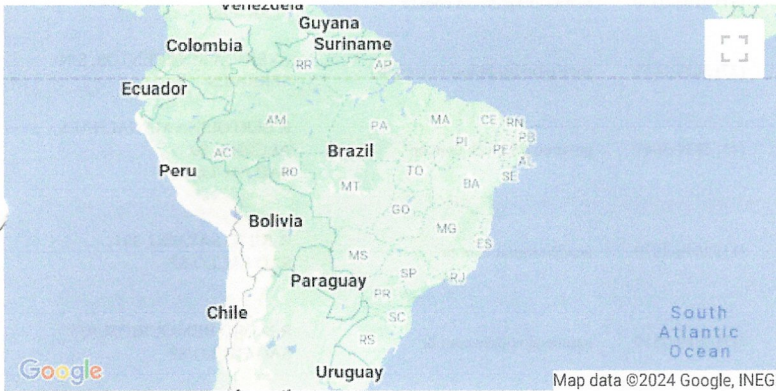 Venezuela
Guyana
Colombia
Suriname
RR
AP
Ecuador
AM
PA
MA
CE
RN
PB
PI
PE
AC
Brazil
AL
Peru
RO
TO
SE
MT
BA
GO
Bolivia
MG
ES
MS
SP
RJ
Paraguay
PR
Chile
SC
South
Atlantic
Ocean
RS
Google
Uruguay
Map data ©2024 Google, INEG